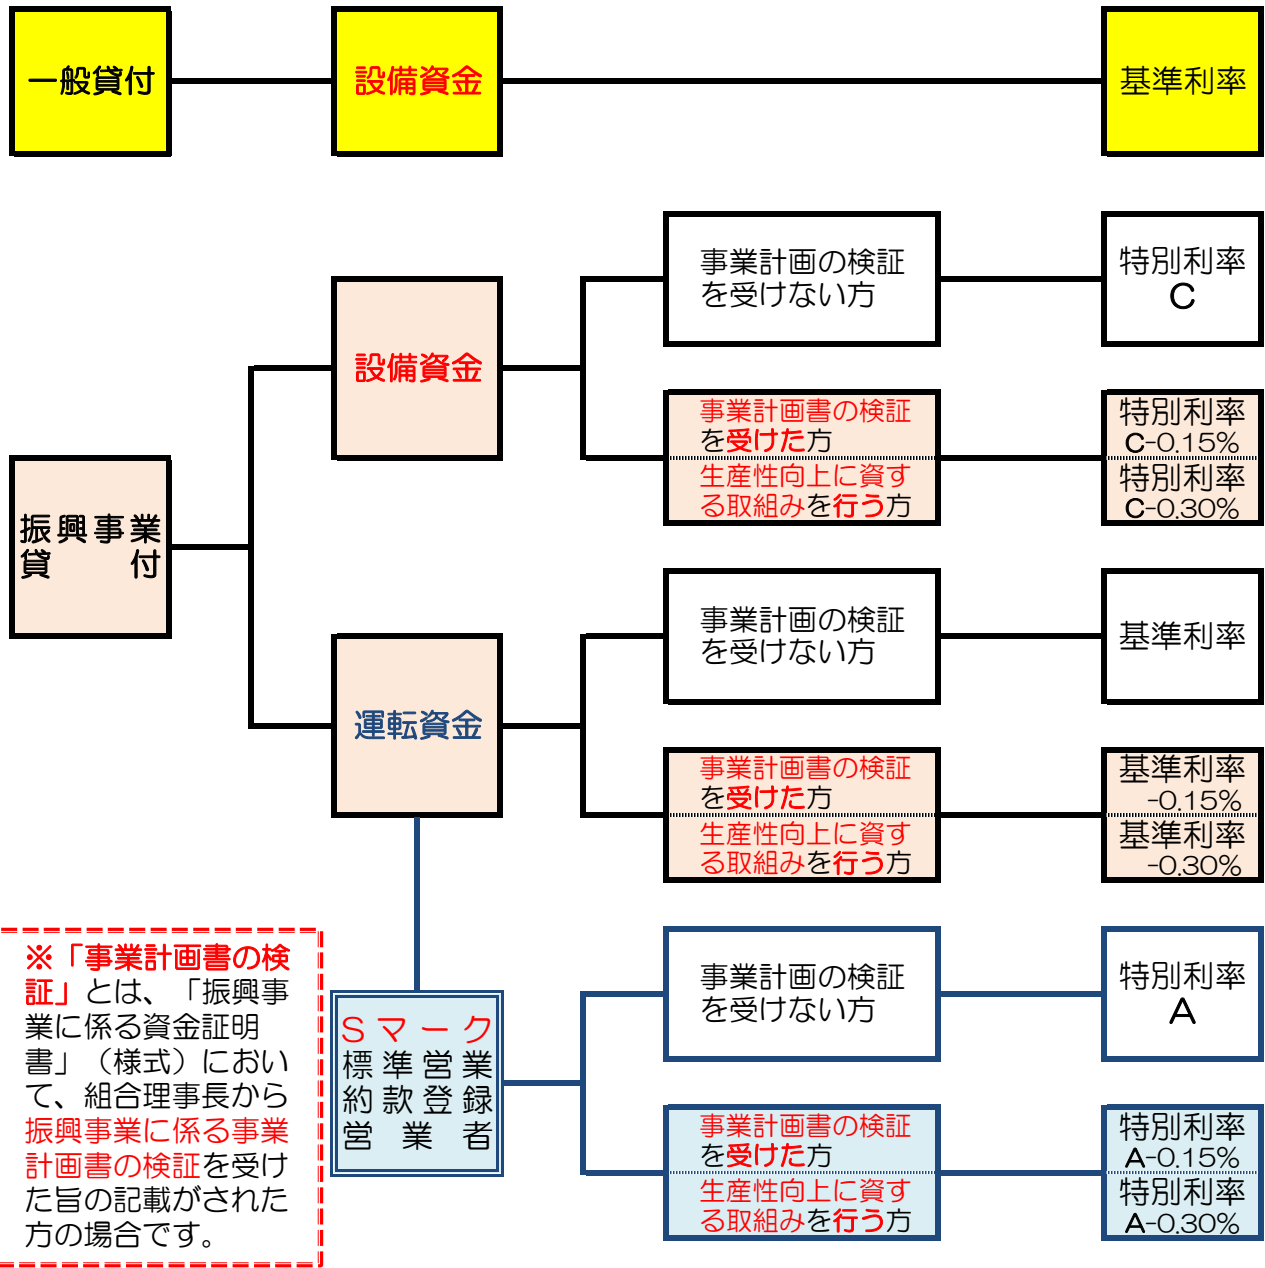 一般貸付
設備資金
基準利率
振興事業
貸付
設備資金
事業計画の検証
を受けない方
特別利率
C
事業計画書の検証
を受けた方
生産性向上に資す
る取組みを行う方
特別利率
C-0.15%
特別利率
C-0.30%
運転資金
事業計画の検証
を受けない方
基準利率
事業計画書の検証
を受けた方
生産性向上に資す
る取組みを行う方
基準利率
-0.15%
基準利率
-0.30%
Sマーク
標準営業
約款登録
営業者
事業計画の検証
を受けない方
特別利率
A
事業計画書の検証
を受けた方
生産性向上に資す
る取組みを行う方
特別利率
A-0.15%
特別利率
A-0.30%
※「事業計画書の検
証」とは、「振興事
業に係る資金証明
書」（様式）におい
て、組合理事長から
振興事業に係る事業
計画書の検証を受け
た旨の記載がされた
方の場合です。